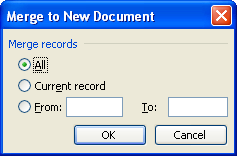 Merge to New Document
Merge records
All
Current record
From: To:
OK Cancel